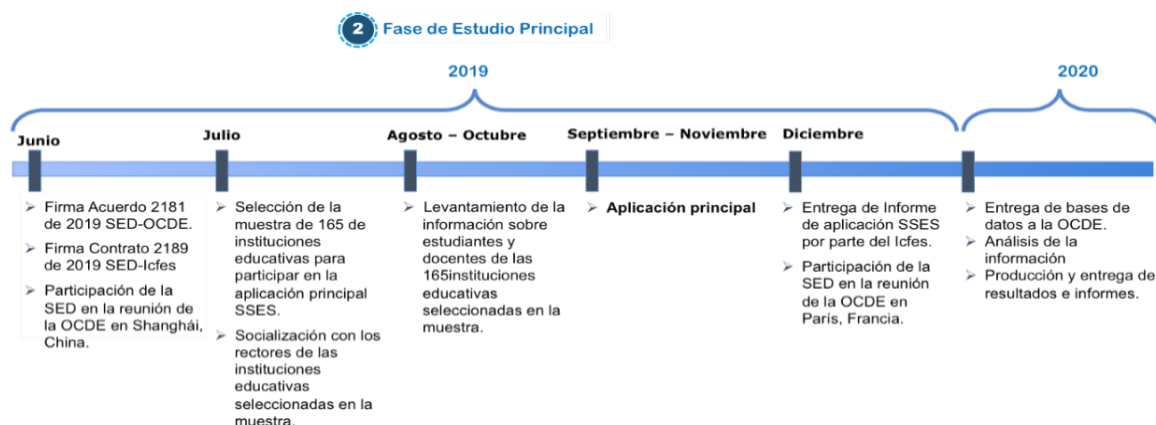 2 Fase de Estudio Principal
2019
2020
Junio
Julio
Agosto – Octubre
Septiembre – Noviembre
Diciembre
➢ Firma Acuerdo 2181
de 2019 SED-OCDE.
➢ Firma Contrato 2189
de 2019 SED-Icfes
➢ Participación de la
SED en la reunión de
la OCDE en Shanghái,
China.
➢ Selección de la
muestra de 165 de
instituciones
educativas para
participar en la
aplicación principal
SSES.
➢ Socialización con los
rectores de las
instituciones
educativas
seleccionadas en la
muestra.
➢ Levantamiento de la
información sobre
estudiantes y
docentes de las
165instituciones
educativas
seleccionadas en la
muestra.
➢ Aplicación principal
➢ Entrega de Informe
de aplicación SSES
por parte del Icfes.
➢ Participación de la
SED en la reunión
de la OCDE en
París, Francia.
➢ Entrega de bases de
datos a la OCDE.
➢ Análisis de la
información
➢ Producción y entrega de
resultados e informes.